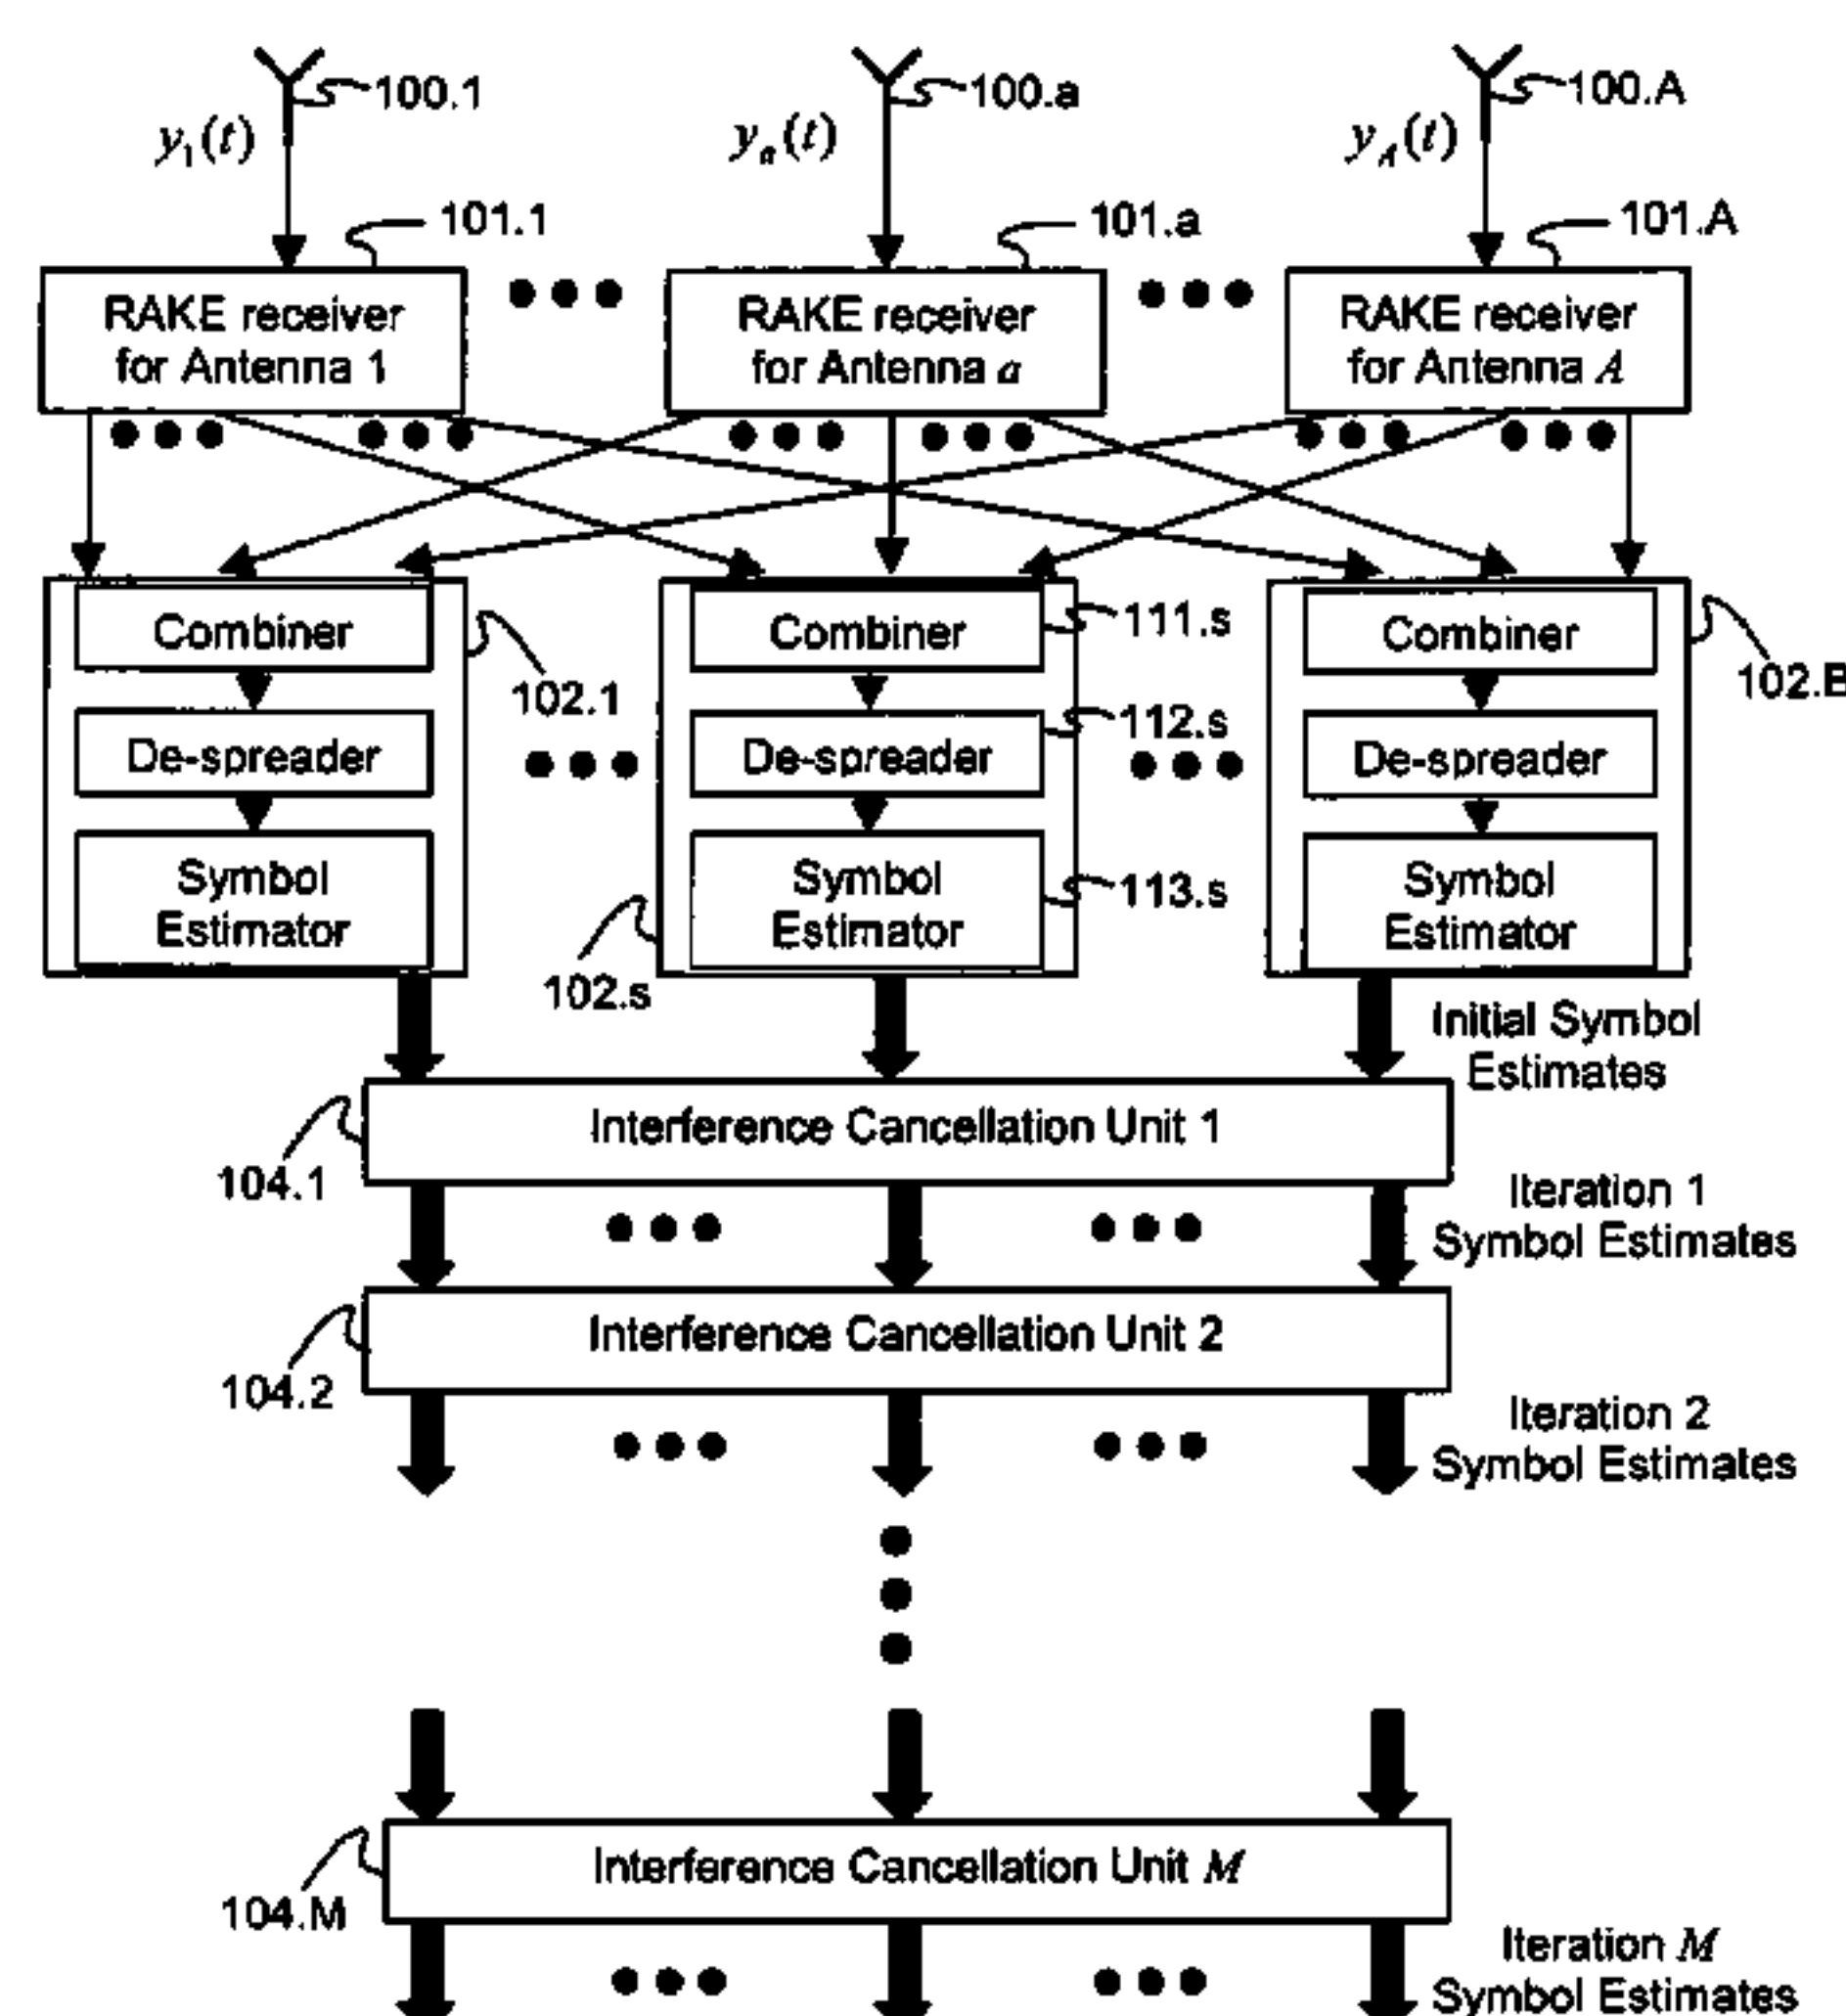 100.1
100.a
100.A
y₁(t)
yₐ(t)
y_A(t)
101.1
101.a
101.A
RAKE receiver
for Antenna 1
RAKE receiver
for Antenna a
RAKE receiver
for Antenna A
Combiner
De-spreader
Symbol
Estimator
102.1
Combiner
De-spreader
Symbol
Estimator
111.s
112.s
113.s
102.s
Combiner
De-spreader
Symbol
Estimator
102.B
Initial Symbol
Estimates
Interference Cancellation Unit 1
104.1
Iteration 1
Symbol Estimates
Interference Cancellation Unit 2
104.2
Iteration 2
Symbol Estimates
Interference Cancellation Unit M
104.M
Iteration M
Symbol Estimates